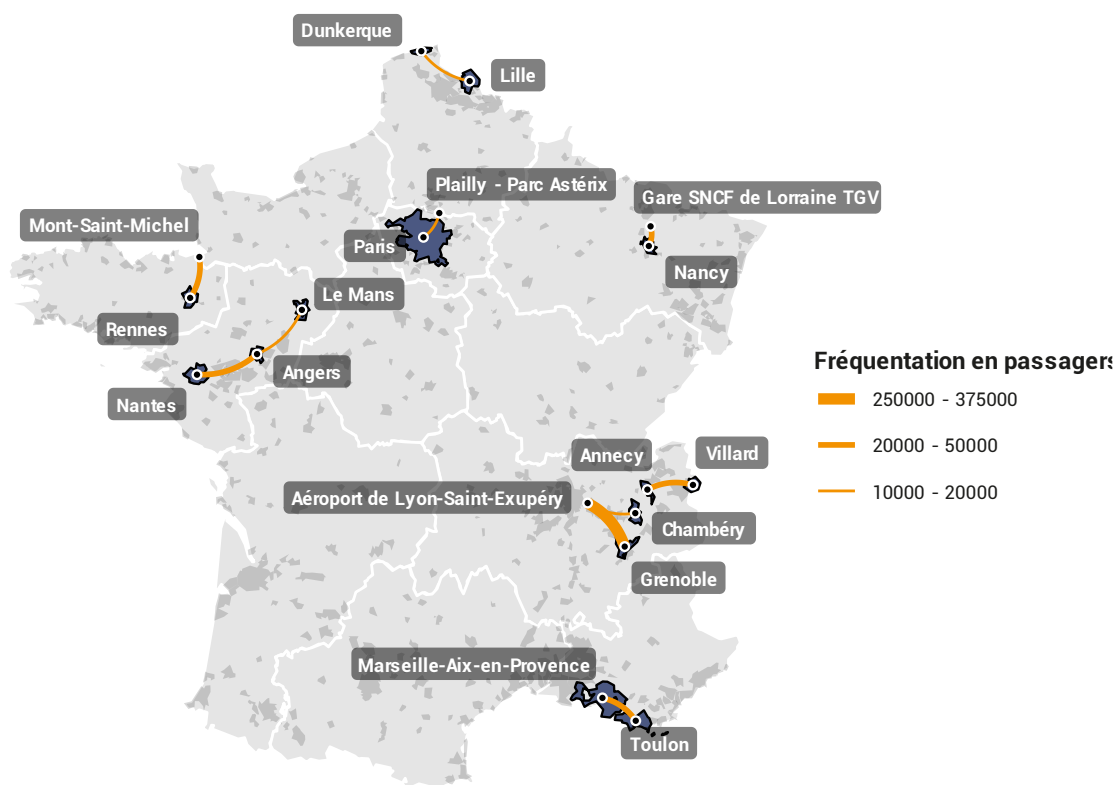 Dunkerque
Lille
Plailly - Parc Astérix
Gare SNCF de Lorraine TGV
Mont-Saint-Michel
Paris
Nancy
Le Mans
Rennes
Angers
Nantes
Fréquentation en passagers
250000 - 375000
20000 - 50000
10000 - 20000
Annecy
Villard
Aéroport de Lyon-Saint-Exupéry
Chambéry
Grenoble
Marseille-Aix-en-Provence
Toulon